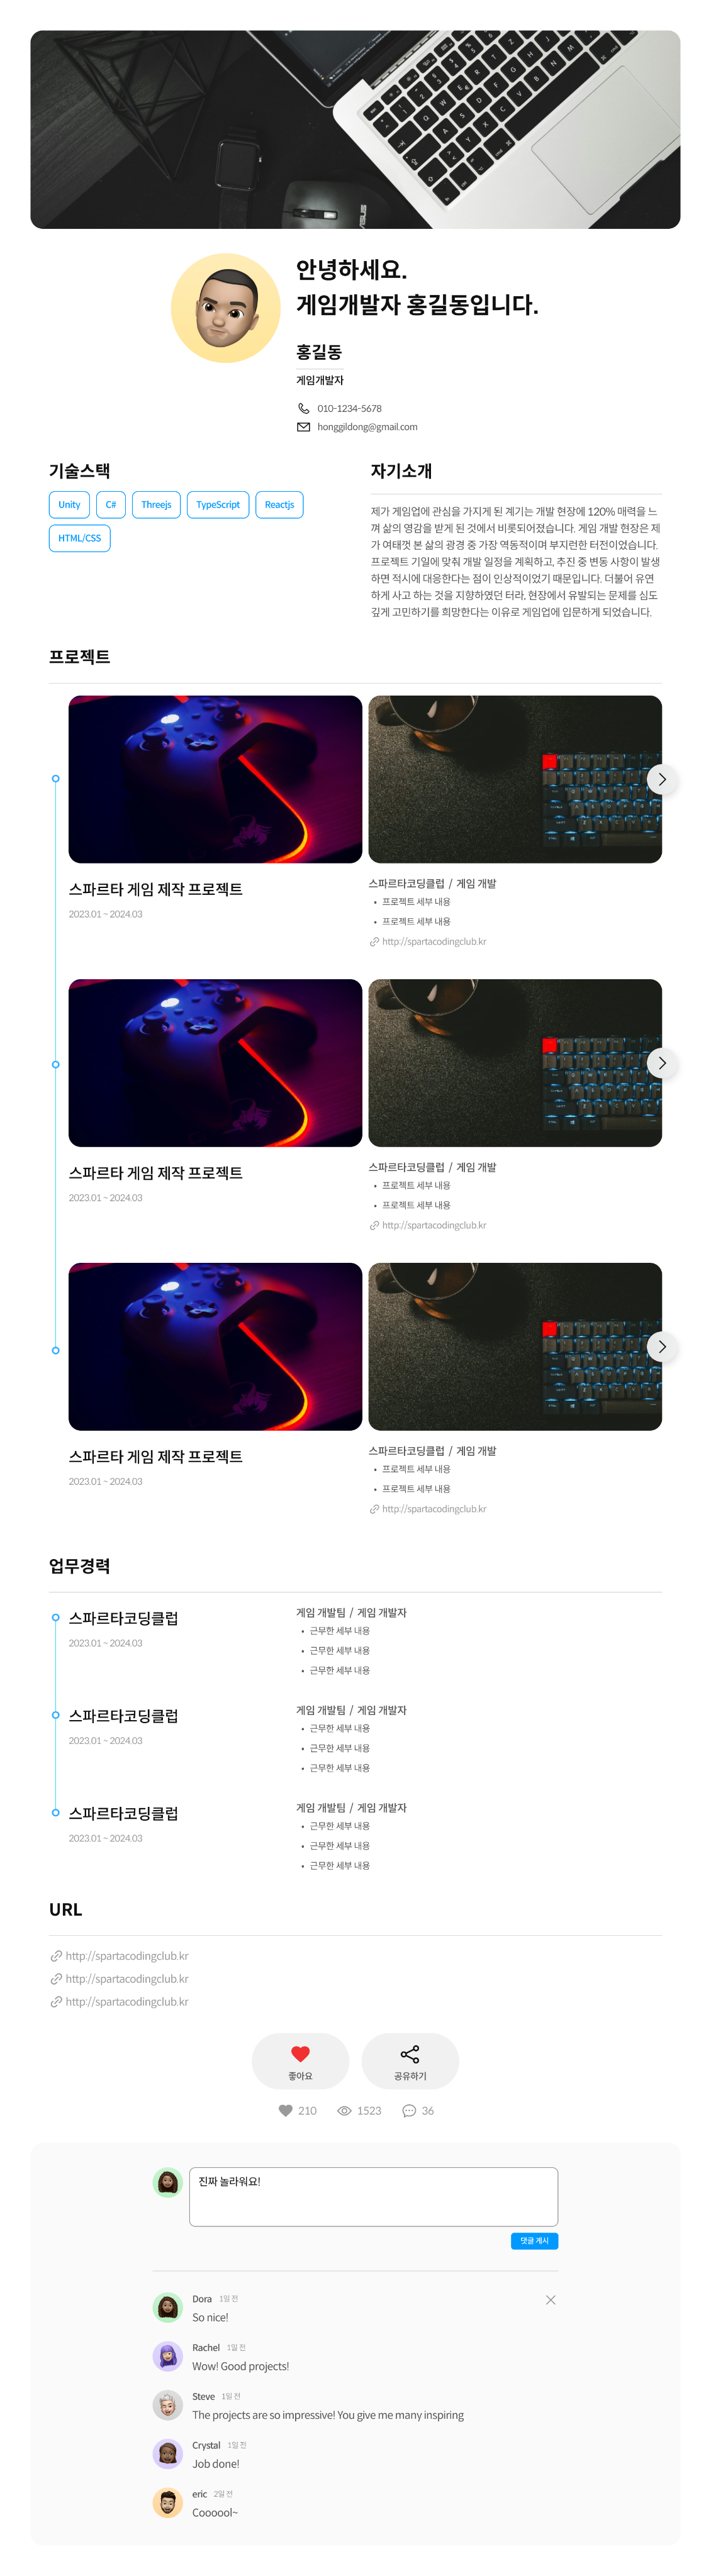 ASUS
안녕하세요.
게임개발자 홍길동입니다.
홍길동
게임개발자
010-1234-5678
honggildong@gmail.com
기술스택
Unity
C#
Threejs
TypeScript
Reactjs
HTML/CSS
자기소개
제가 게임업에 관심을 가지게 된 계기는 개발 현장에 120% 매력을 느
껴 삶의 영감을 받게 된 것에서 비롯되어졌습니다. 게임 개발 현장은 제
가 여태껏 본 삶의 광경 중 가장 역동적이며 부지런한 터전이었습니다.
프로젝트 기일에 맞춰 개발 일정을 계획하고, 추진 중 변동 사항이 발생
하면 적시에 대응한다는 점이 인상적이었기 때문입니다. 더불어 유연
하게 사고 하는 것을 지향하였던 터라, 현장에서 유발되는 문제를 심도
깊게 고민하기를 희망한다는 이유로 게임업에 입문하게 되었습니다.
프로젝트
스파르타 게임 제작 프로젝트
2023.01 ~ 2024.03
스파르타코딩클럽 / 게임 개발
• 프로젝트 세부 내용
• 프로젝트 세부 내용
http://spartacodingclub.kr
스파르타 게임 제작 프로젝트
2023.01 ~ 2024.03
스파르타코딩클럽 / 게임 개발
• 프로젝트 세부 내용
• 프로젝트 세부 내용
http://spartacodingclub.kr
스파르타 게임 제작 프로젝트
2023.01 ~ 2024.03
스파르타코딩클럽 / 게임 개발
• 프로젝트 세부 내용
• 프로젝트 세부 내용
http://spartacodingclub.kr
업무경력
스파르타코딩클럽
2023.01 ~ 2024.03
게임 개발팀 / 게임 개발자
• 근무한 세부 내용
• 근무한 세부 내용
• 근무한 세부 내용
스파르타코딩클럽
2023.01 ~ 2024.03
게임 개발팀 / 게임 개발자
• 근무한 세부 내용
• 근무한 세부 내용
• 근무한 세부 내용
스파르타코딩클럽
2023.01 ~ 2024.03
게임 개발팀 / 게임 개발자
• 근무한 세부 내용
• 근무한 세부 내용
• 근무한 세부 내용
URL
http://spartacodingclub.kr
http://spartacodingclub.kr
http://spartacodingclub.kr
좋아요
공유하기
210
1523
36
진짜 놀라워요!
댓글 게시
Dora 1일 전
So nice!
Rachel 1일 전
Wow! Good projects!
Steve 1일 전
The projects are so impressive! You give me many inspiring
Crystal 1일 전
Job done!
eric 2일 전
Coooool~